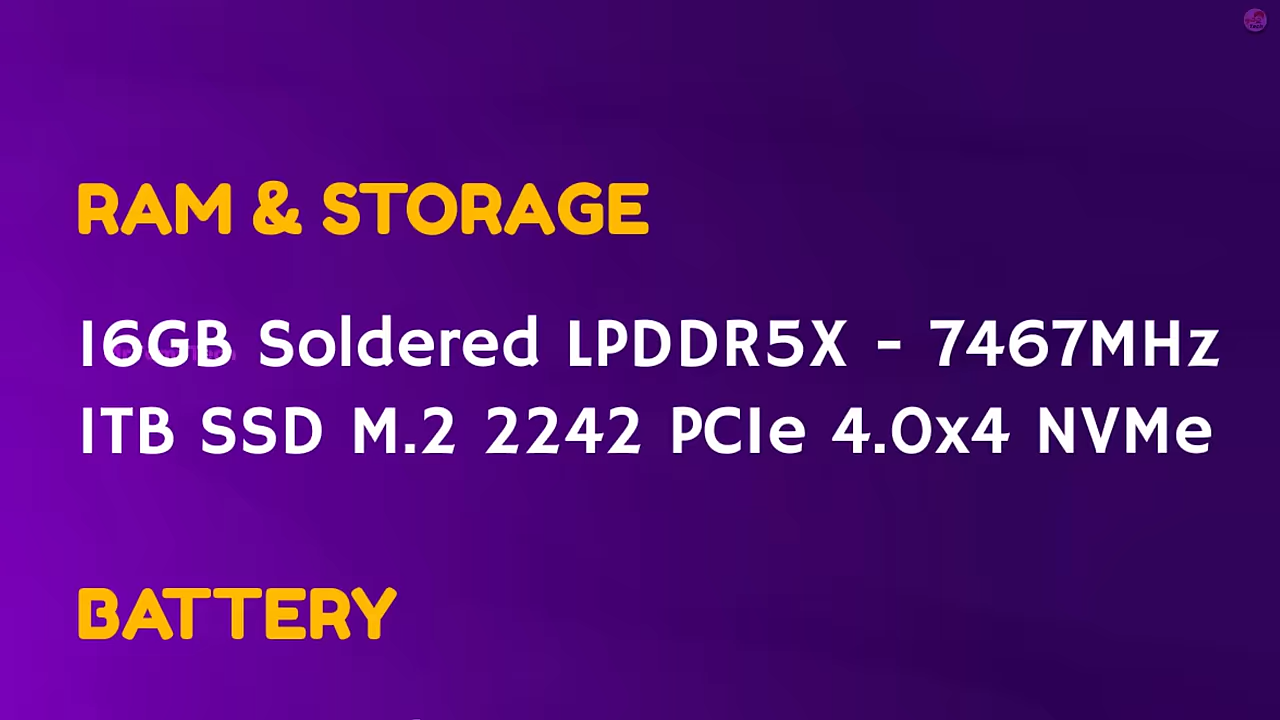 RAM & STORAGE
16GB Soldered LPDDR5X - 7467MHz
1TB SSD M.2 2242 PCIe 4.0x4 NVMe
BATTERY